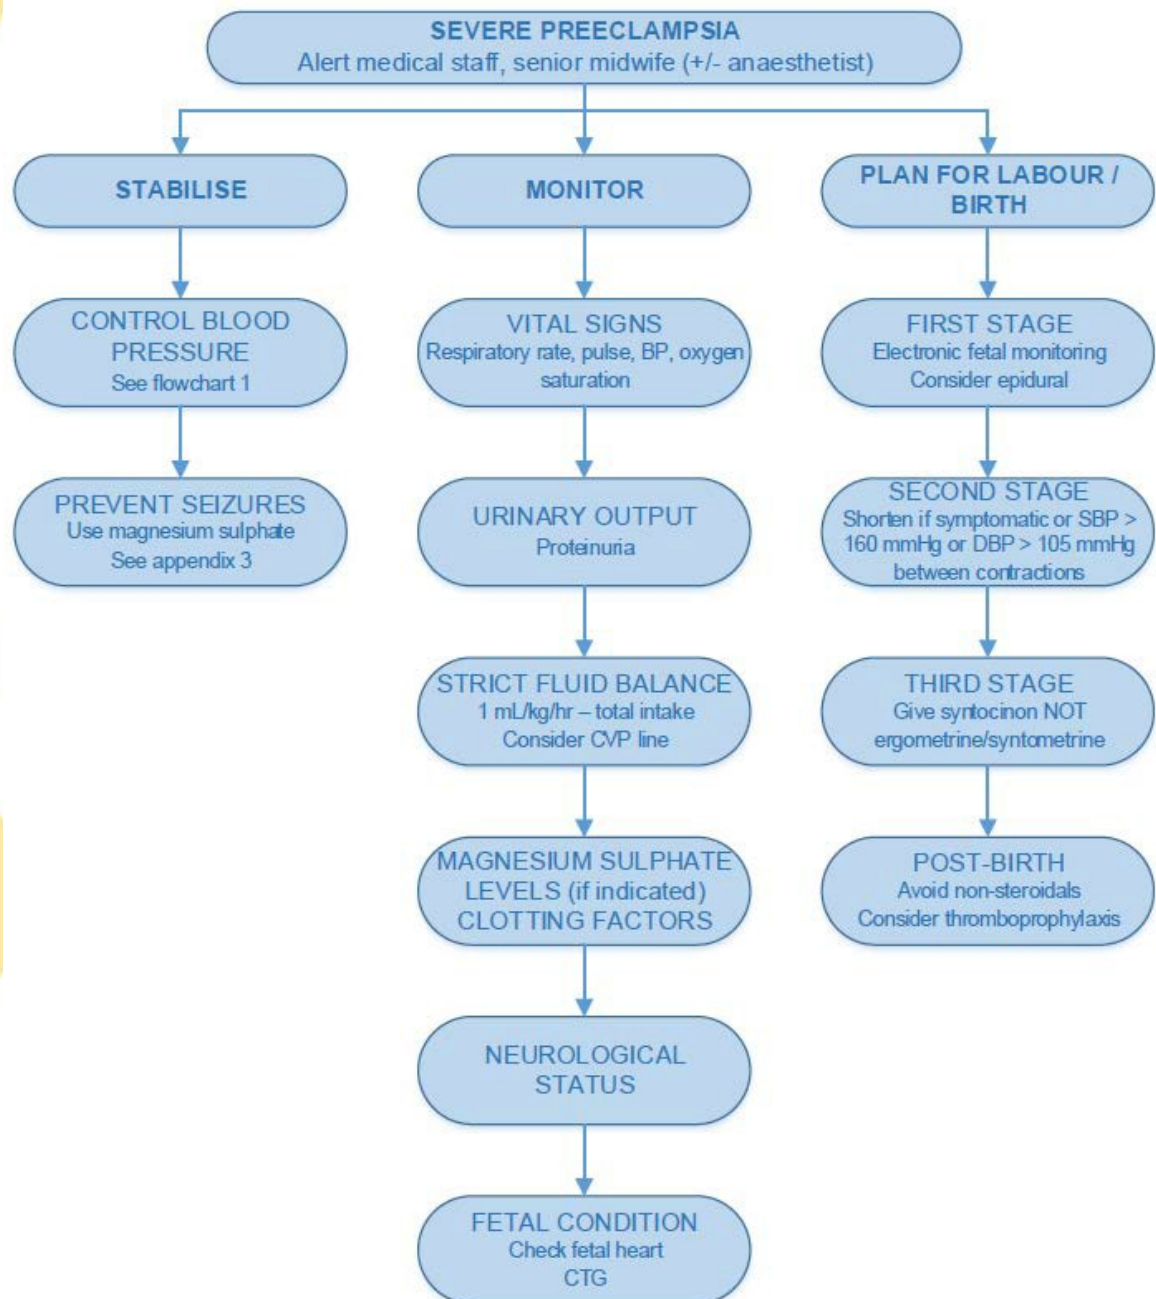 SEVERE PREECLAMPSIA
Alert medical staff, senior midwife (+/- anaesthetist)
STABILISE
CONTROL BLOOD
PRESSURE
See flowchart 1
PREVENT SEIZURES
Use magnesium sulphate
See appendix 3
MONITOR
VITAL SIGNS
Respiratory rate, pulse, BP, oxygen
saturation
URINARY OUTPUT
Proteinuria
STRICT FLUID BALANCE
1 mL/kg/hr – total intake
Consider CVP line
MAGNESIUM SULPHATE
LEVELS (if indicated)
CLOTTING FACTORS
NEUROLOGICAL
STATUS
FETAL CONDITION
Check fetal heart
CTG
PLAN FOR LABOUR /
BIRTH
FIRST STAGE
Electronic fetal monitoring
Consider epidural
SECOND STAGE
Shorten if symptomatic or SBP >
160 mmHg or DBP > 105 mmHg
between contractions
THIRD STAGE
Give syntocinon NOT
ergometrine/syntometrine
POST-BIRTH
Avoid non-steroidals
Consider thromboprophylaxis